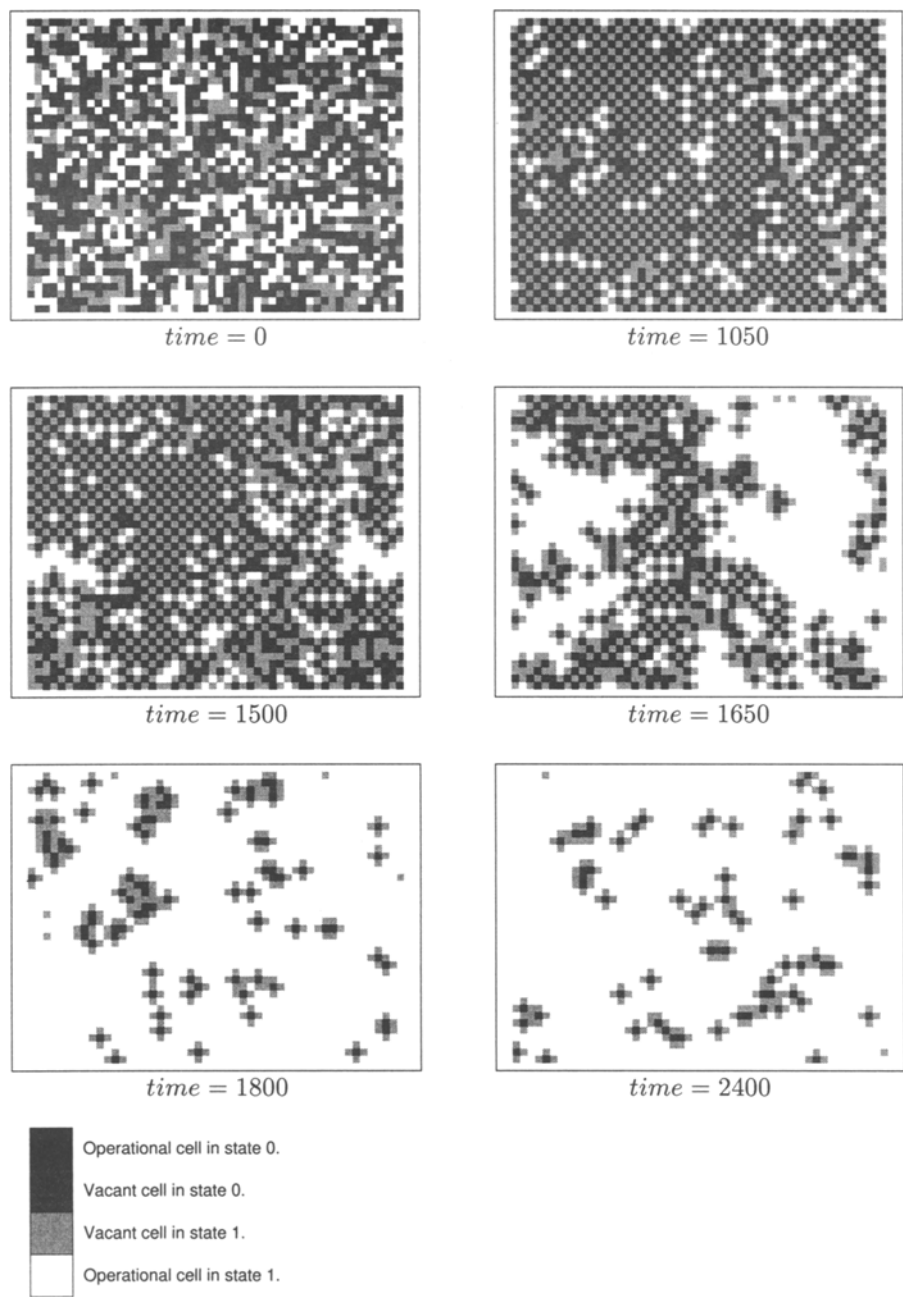 time = 0
time = 1050
time = 1500
time = 1650
time = 1800
time = 2400
Operational cell in state 0.
Vacant cell in state 0.
Vacant cell in state 1.
Operational cell in state 1.